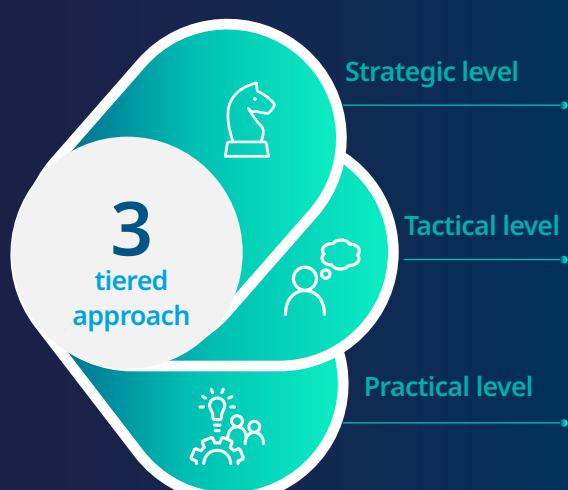 Strategic level
3
tiered
approach
Tactical level
Practical level